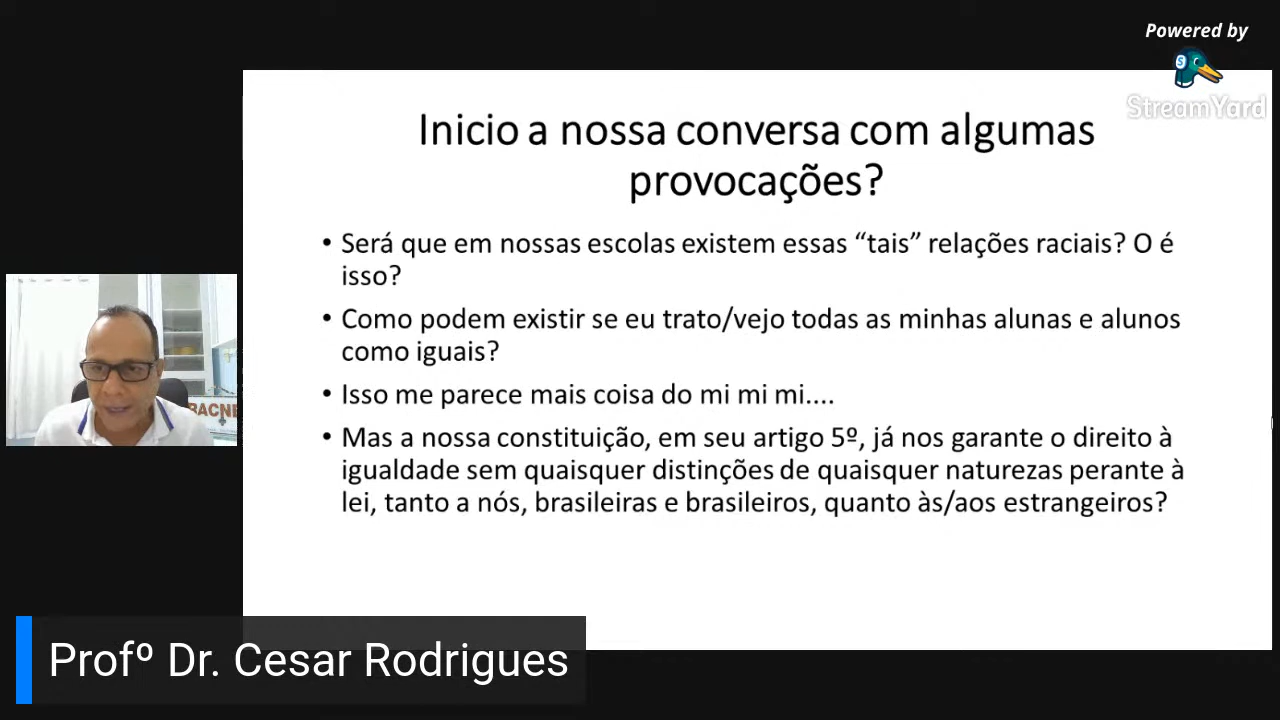 Powered by
StreamYard
Inicio a nossa conversa com algumas
provocações?
• Será que em nossas escolas existem essas “tais” relações raciais? O é
isso?
• Como podem existir se eu trato/vejo todas as minhas alunas e alunos
como iguais?
• Isso me parece mais coisa do mi mi mi....
• Mas a nossa constituição, em seu artigo 5º, já nos garante o direito à
igualdade sem quaisquer distinções de quaisquer naturezas perante à
lei, tanto a nós, brasileiras e brasileiros, quanto às/aos estrangeiros?
Profº Dr. Cesar Rodrigues